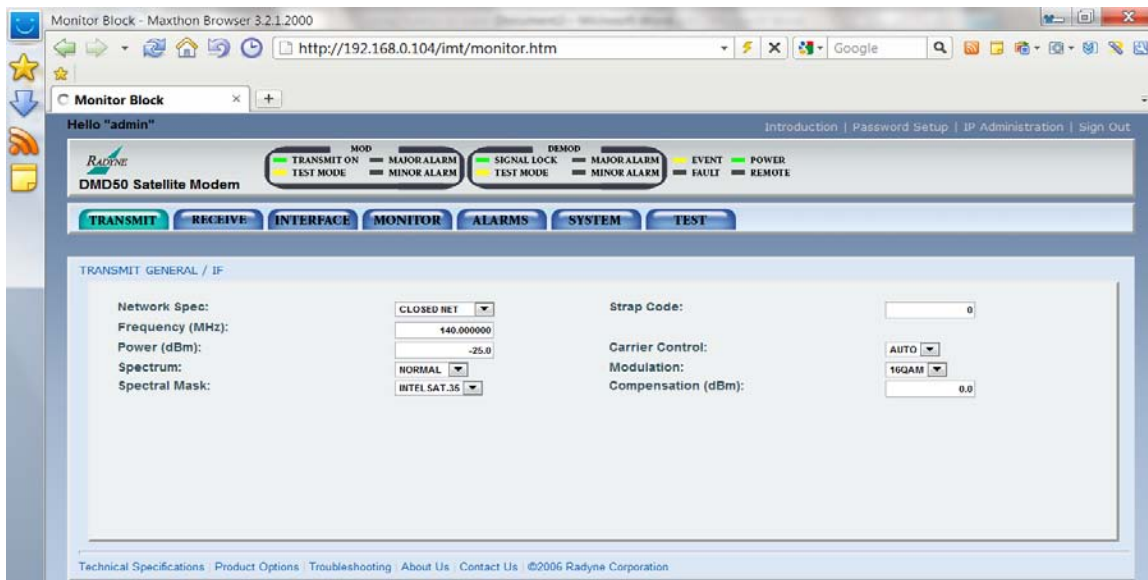 Monitor Block - Maxthon Browser 3.2.1.2000
http://192.168.0.104/imt/monitor.htm
Google
Monitor Block
Hello "admin"
Introduction | Password Setup | IP Administration | Sign Out
RADYNE
DMD50 Satellite Modem
MOD
TRANSMIT ON MAJOR ALARM
TEST MODE MINOR ALARM
DEMOD
SIGNAL LOCK MAJOR ALARM
TEST MODE MINOR ALARM
EVENT POWER
FAULT REMOTE
TRANSMIT RECEIVE INTERFACE MONITOR ALARMS SYSTEM TEST
TRANSMIT GENERAL / IF
Network Spec: CLOSED NET Strap Code: 0
Frequency (MHz): 140.000000
Power (dBm): -25.0 Carrier Control: AUTO
Spectrum: NORMAL Modulation: 16QAM
Spectral Mask: INTELSAT.35 Compensation (dBm): 0.0
Technical Specifications | Product Options | Troubleshooting | About Us | Contact Us | ©2006 Radyne Corporation